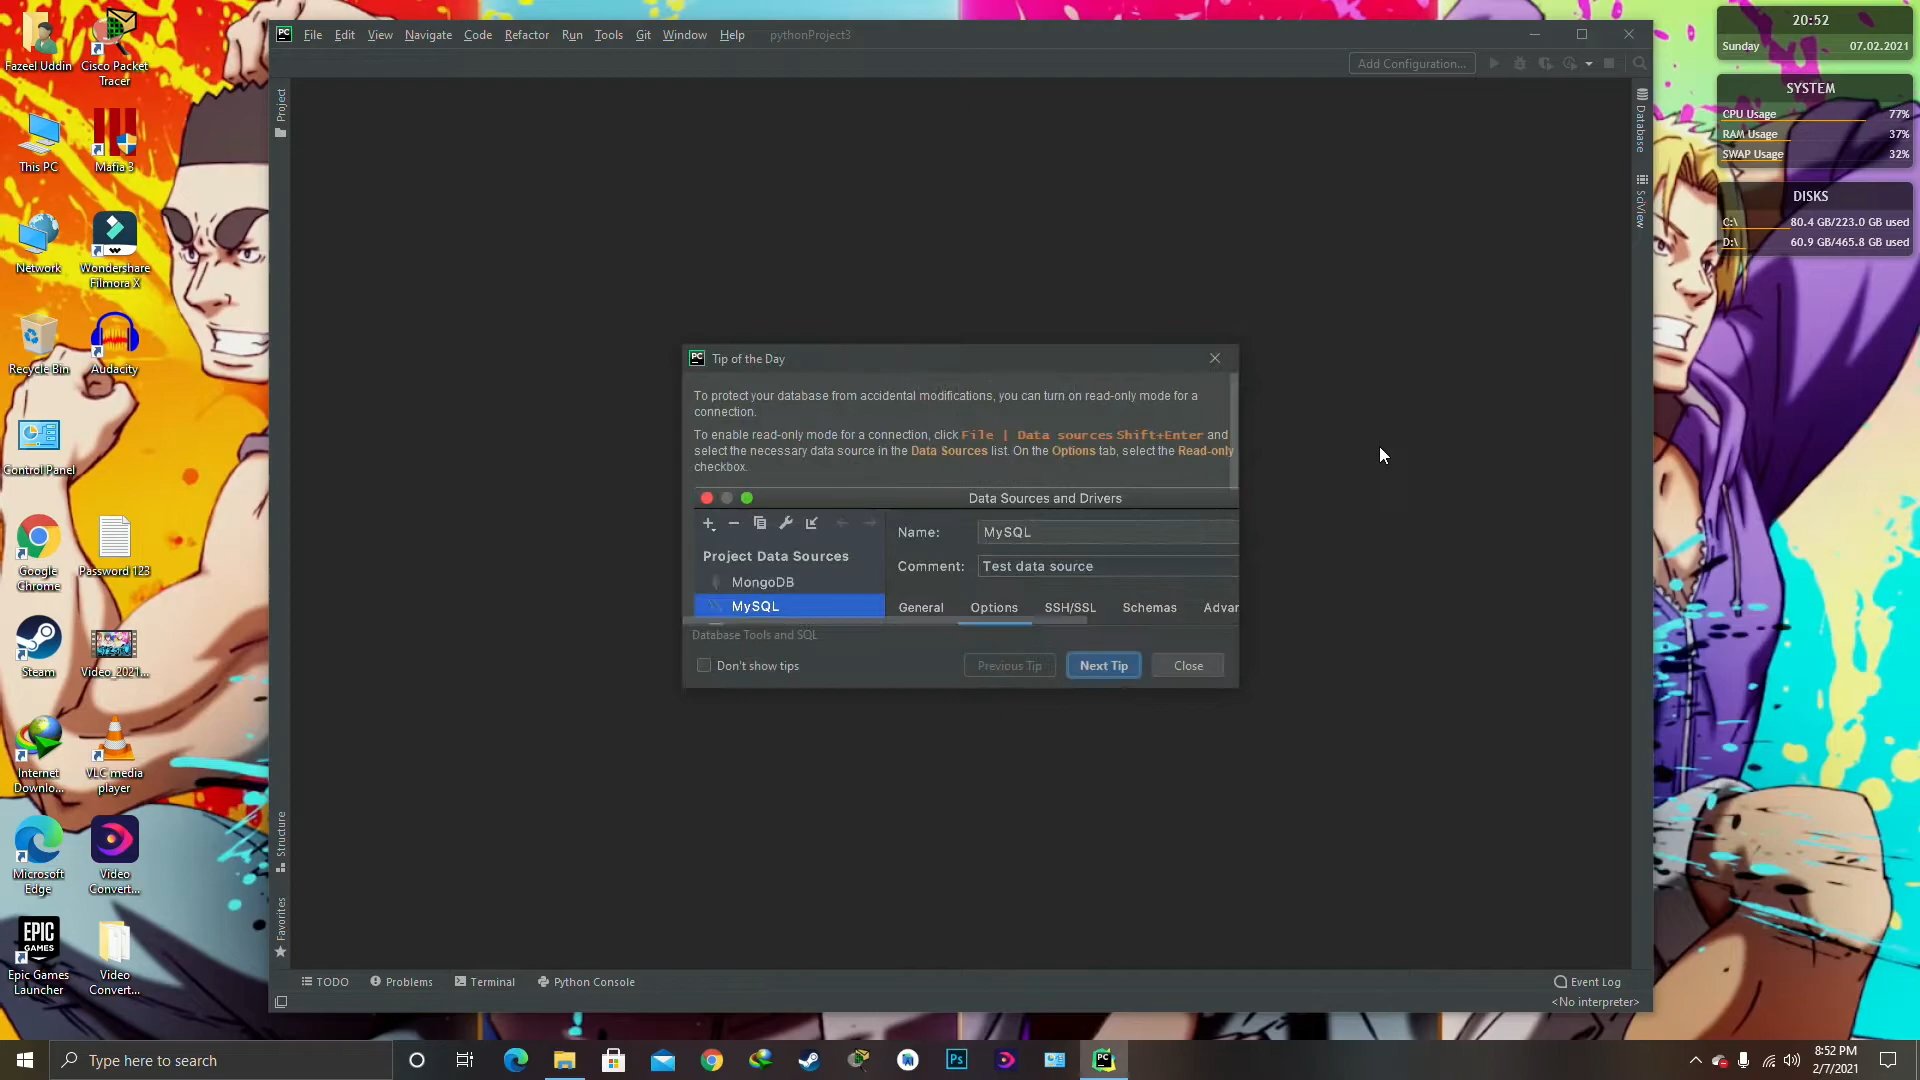 Fazeel Uddin
Cisco Packet
Tracer
This PC
Mafia 3
Network
Wondershare
Filmora X
Recycle Bin
Audacity
Control Panel
Google
Chrome
Password 123
Steam
Video_2021...
Internet
Downlo...
VLC media
player
Microsoft
Edge
Video
Convert...
EPIC
GAMES
Epic Games
Launcher
Video
Convert...
PC
File Edit View Navigate Code Refactor Run Tools Git Window Help pythonProject3
Add Configuration...
Project
Structure
Favorites
Database
SciView
PC Tip of the Day
To protect your database from accidental modifications, you can turn on read-only mode for a
connection.
To enable read-only mode for a connection, click File | Data sources Shift+Enter and
select the necessary data source in the Data Sources list. On the Options tab, select the Read-only
checkbox.
Data Sources and Drivers
Name: MySQL
Project Data Sources
Comment: Test data source
MongoDB
MySQL
General Options SSH/SSL Schemas Advan
Database Tools and SQL
Don't show tips
Previous Tip
Next Tip
Close
TODO Problems Terminal Python Console
Event Log
<No interpreter>
20:52
Sunday 07.02.2021
SYSTEM
CPU Usage 77%
RAM Usage 37%
SWAP Usage 32%
DISKS
C:\ 80.4 GB/223.0 GB used
D:\ 60.9 GB/465.8 GB used
Type here to search
Ps
PC
8:52 PM
2/7/2021